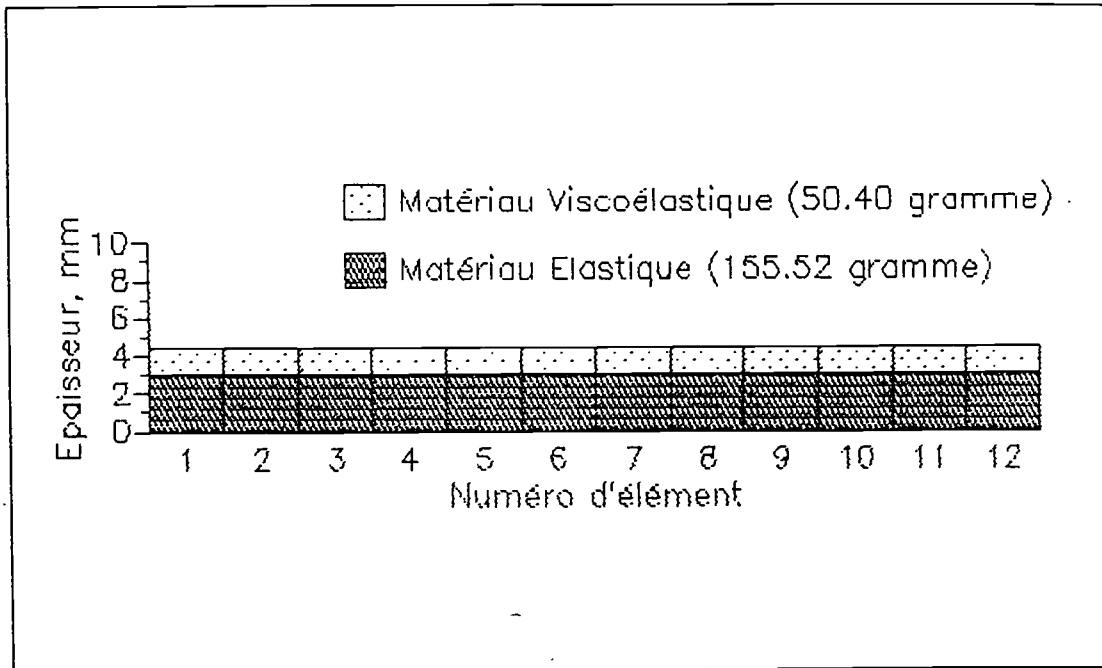 Matériau Viscoélastique (50.40 gramme)
Matériau Elastique (155.52 gramme)
Epaisseur, mm
10
8
6
4
2
0
1 2 3 4 5 6 7 8 9 10 11 12
Numéro d'élément